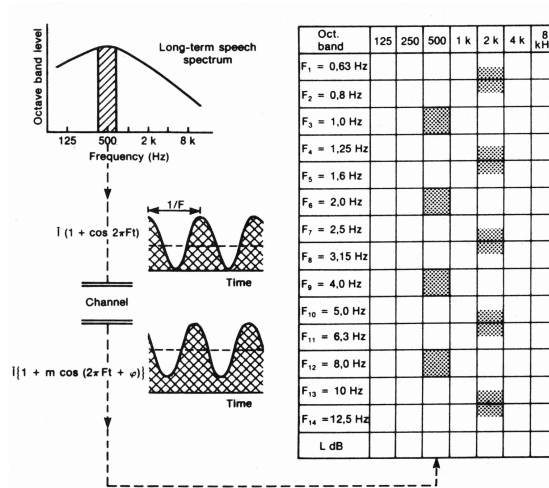 Octave band level
Long-term speech
spectrum
125 500 2 k 8 k
Frequency (Hz)
1/F
Ī (1 + cos 2πFt)
Time
Channel
Ī{1 + m cos (2πFt + φ)}
Time
Oct.
band 125 250 500 1 k 2 k 4 k 8
kHz
F₁ = 0,63 Hz
F₂ = 0,8 Hz
F₃ = 1,0 Hz
F₄ = 1,25 Hz
F₅ = 1,6 Hz
F₆ = 2,0 Hz
F₇ = 2,5 Hz
F₈ = 3,15 Hz
F₉ = 4,0 Hz
F₁₀ = 5,0 Hz
F₁₁ = 6,3 Hz
F₁₂ = 8,0 Hz
F₁₃ = 10 Hz
F₁₄ = 12,5 Hz
L dB